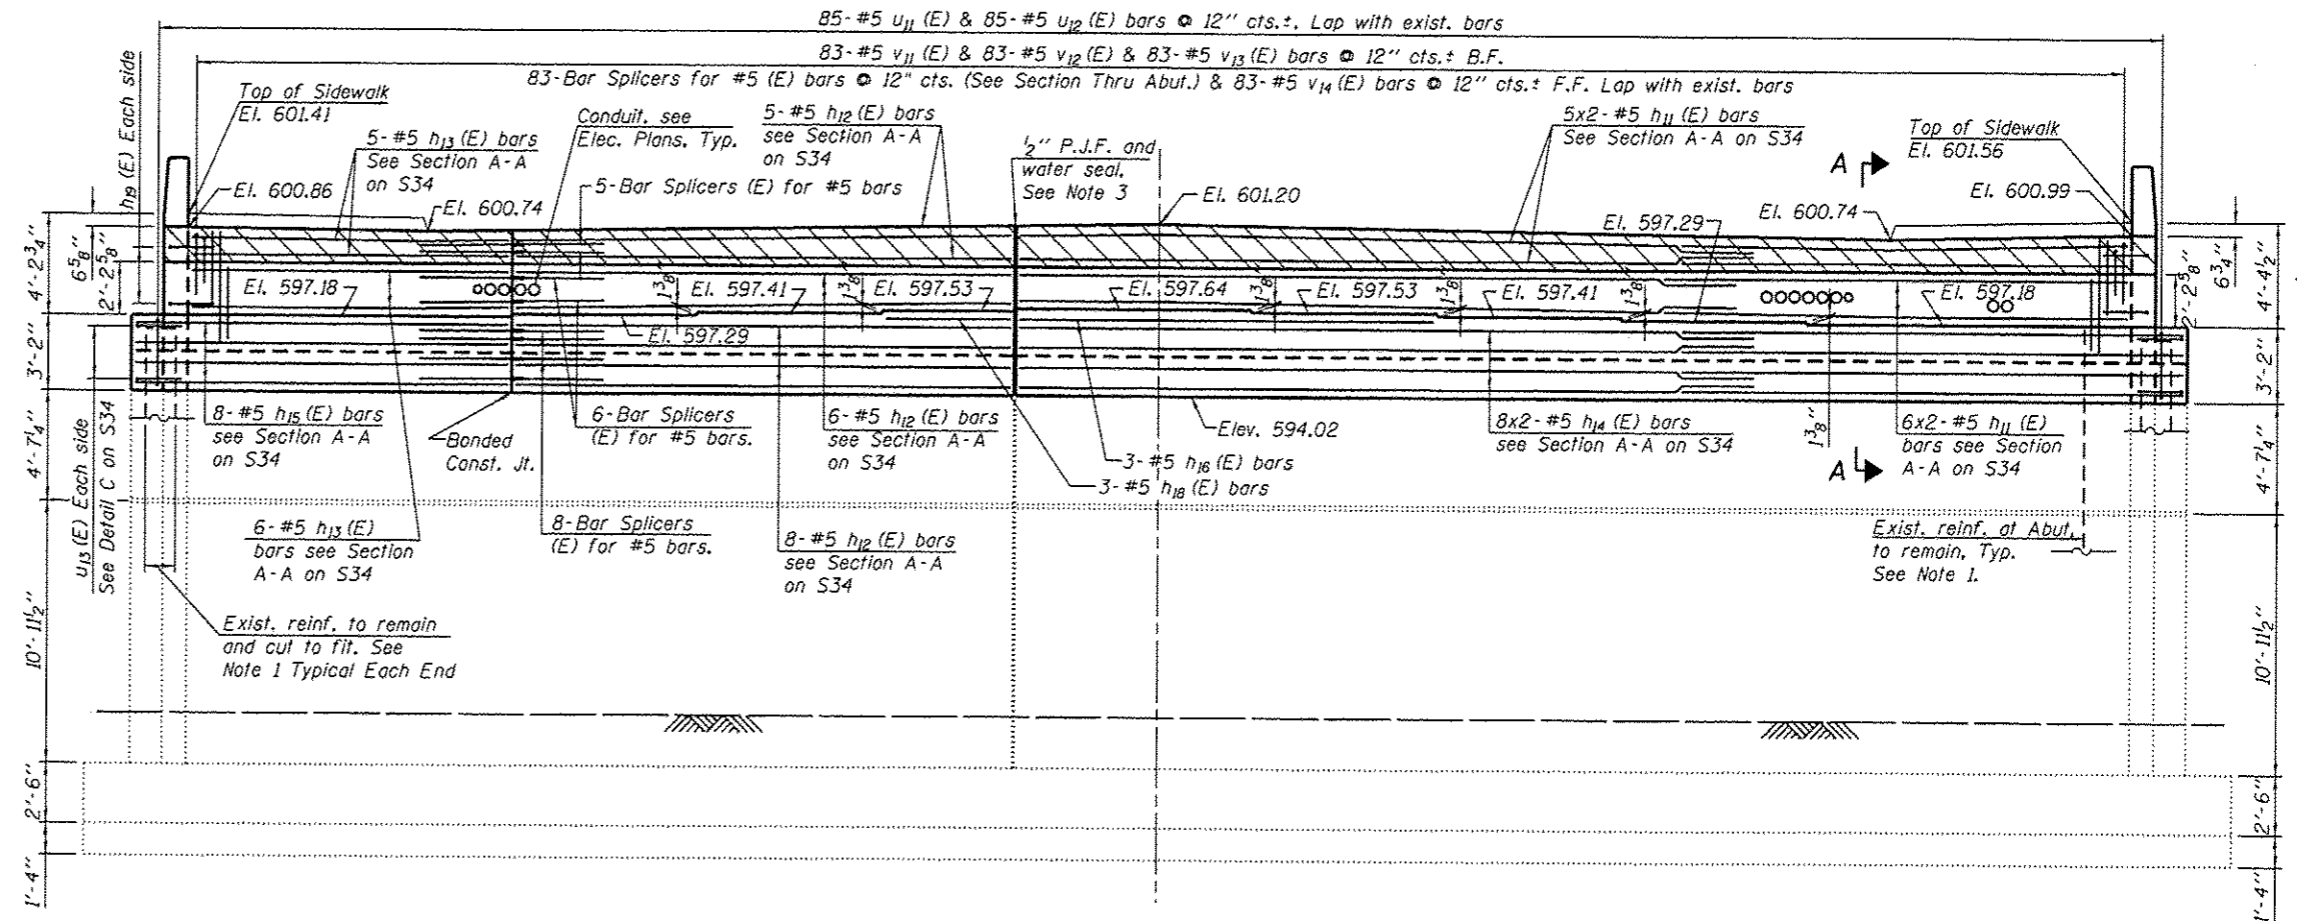 85-#5 u11 (E) & 85-#5 u12 (E) bars @ 12" cts.±, Lap with exist. bars
83-#5 v11 (E) & 83-#5 v12 (E) & 83-#5 v13 (E) bars @ 12" cts.± B.F.
83-Bar Splicers for #5 (E) bars @ 12" cts. (See Section Thru Abut.) & 83-#5 v14 (E) bars @ 12" cts.± F.F. Lap with exist. bars
h19 (E) Each side
Top of Sidewalk
El. 601.41
5-#5 h13 (E) bars
See Section A-A
on S34
Conduit, see
Elec. Plans, Typ.
5-#5 h12 (E) bars
see Section A-A
on S34
5-Bar Splicers (E) for #5 bars
1/2" P.J.F. and
water seal,
See Note 3
5x2-#5 h11 (E) bars
See Section A-A on S34
Top of Sidewalk
El. 601.56
A
El. 600.86
El. 600.74
El. 601.20
El. 597.29
El. 600.74
El. 600.99
4'-2 3/4"
6 5/8"
2'-2 5/8"
El. 597.18
1 3/8"
El. 597.41
1 3/8"
El. 597.53
El. 597.64
1 3/8"
El. 597.53
1 3/8"
El. 597.41
1 3/8"
El. 597.18
2'-2 5/8"
6 3/4"
4'-4 1/2"
El. 597.29
3'-2"
3'-2"
8-#5 h15 (E) bars
see Section A-A
on S34
Bonded
Const. Jt.
6-Bar Splicers
(E) for #5 bars.
6-#5 h12 (E) bars
see Section A-A
on S34
Elev. 594.02
3-#5 h16 (E) bars
3-#5 h18 (E) bars
8x2-#5 h14 (E) bars
see Section A-A on S34
1 3/8"
A
6x2-#5 h11 (E)
bars see Section
A-A on S34
4'-7 1/4"
4'-7 1/4"
u13 (E) Each side
See Detail C on S34
6-#5 h13 (E)
bars see Section
A-A on S34
8-Bar Splicers
(E) for #5 bars.
8-#5 h12 (E) bars
see Section A-A
on S34
Exist. reinf. at Abut.
to remain, Typ.
See Note 1.
Exist. reinf. to remain
and cut to fit. See
Note 1 Typical Each End
10'-11 1/2"
10'-11 1/2"
2'-6"
2'-6"
1'-4"
1'-4"